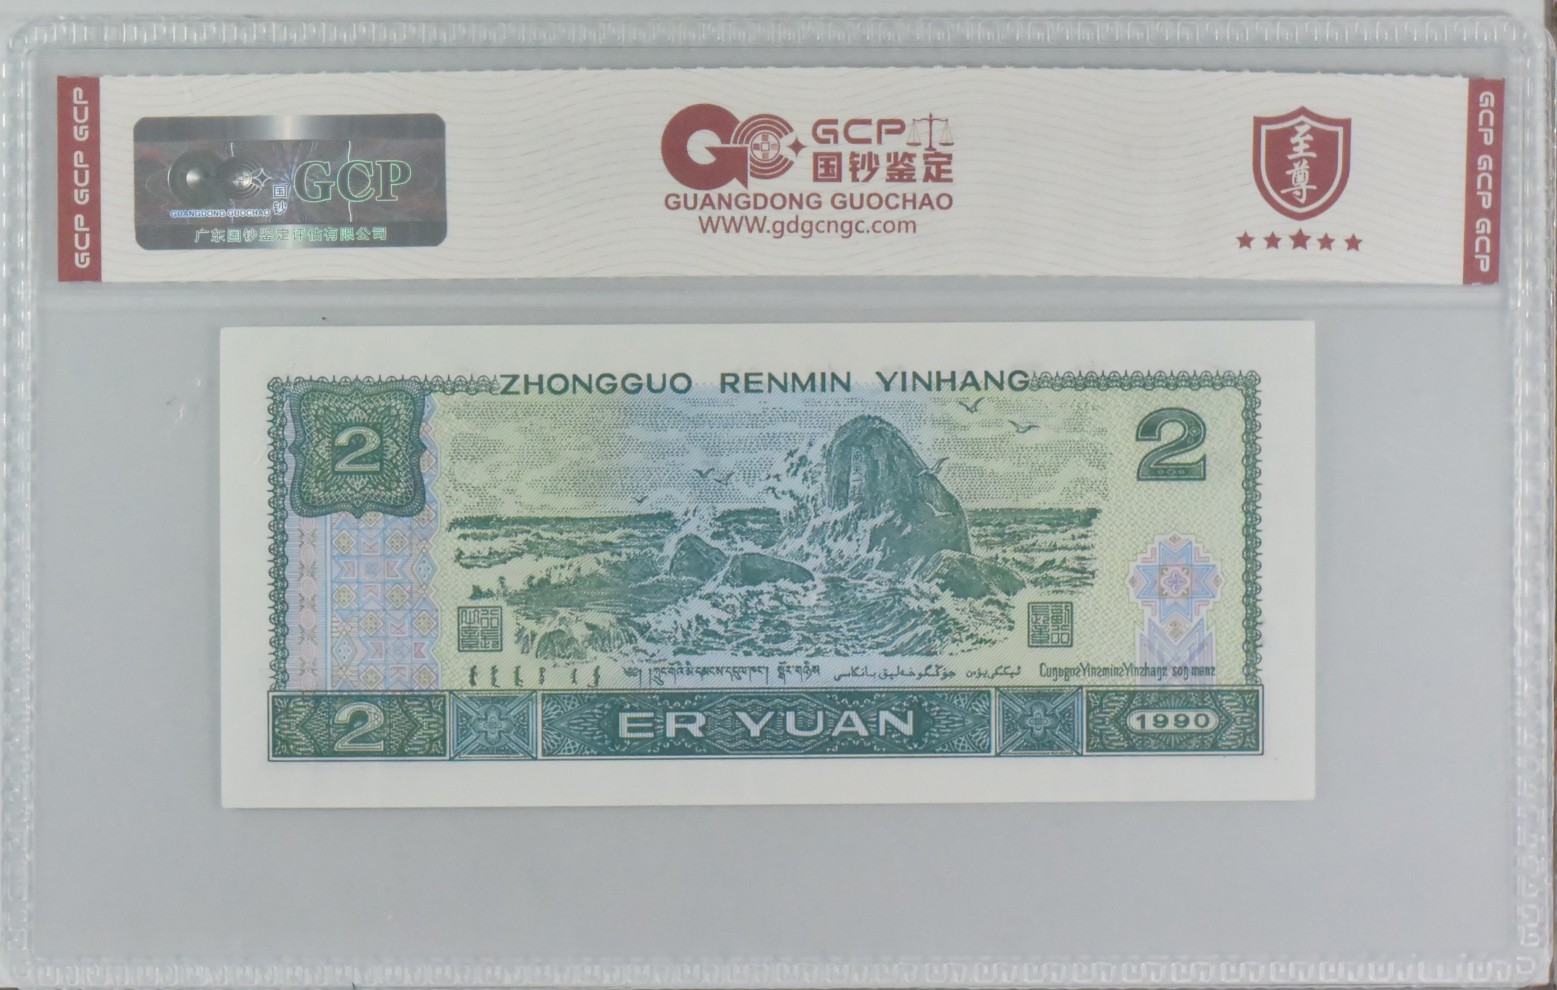 GCP GCP GCP
GCP
国钞
GUANGDONG GUOCHAO
广东国钞鉴定评估有限公司
GCP
国钞鉴定
GUANGDONG GUOCHAO
WWW.gdgcngc.com
至尊
GCP GCP GCP
ZHONGGUO RENMIN YINHANG
2
2
2
ER YUAN
1990